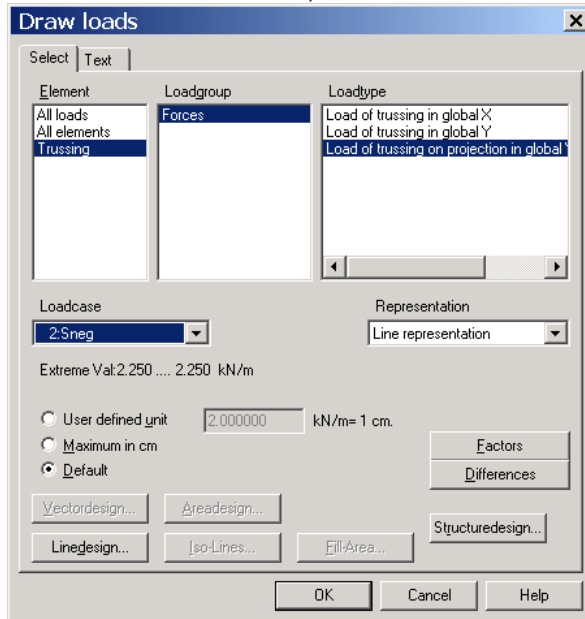 Draw loads
Select Text
Element Loadgroup Loadtype
All loads
All elements
Trussing
Forces
Load of trussing in global X
Load of trussing in global Y
Load of trussing on projection in global Y
Loadcase Representation
2:Sneg Line representation
Extreme Val:2.250 .... 2.250 kN/m
User defined unit 2.000000 kN/m= 1 cm.
Maximum in cm
Default
Factors
Differences
Vectordesign... Areadesign...
Structuredesign...
Linedesign... Iso-Lines... Fill-Area...
OK Cancel Help